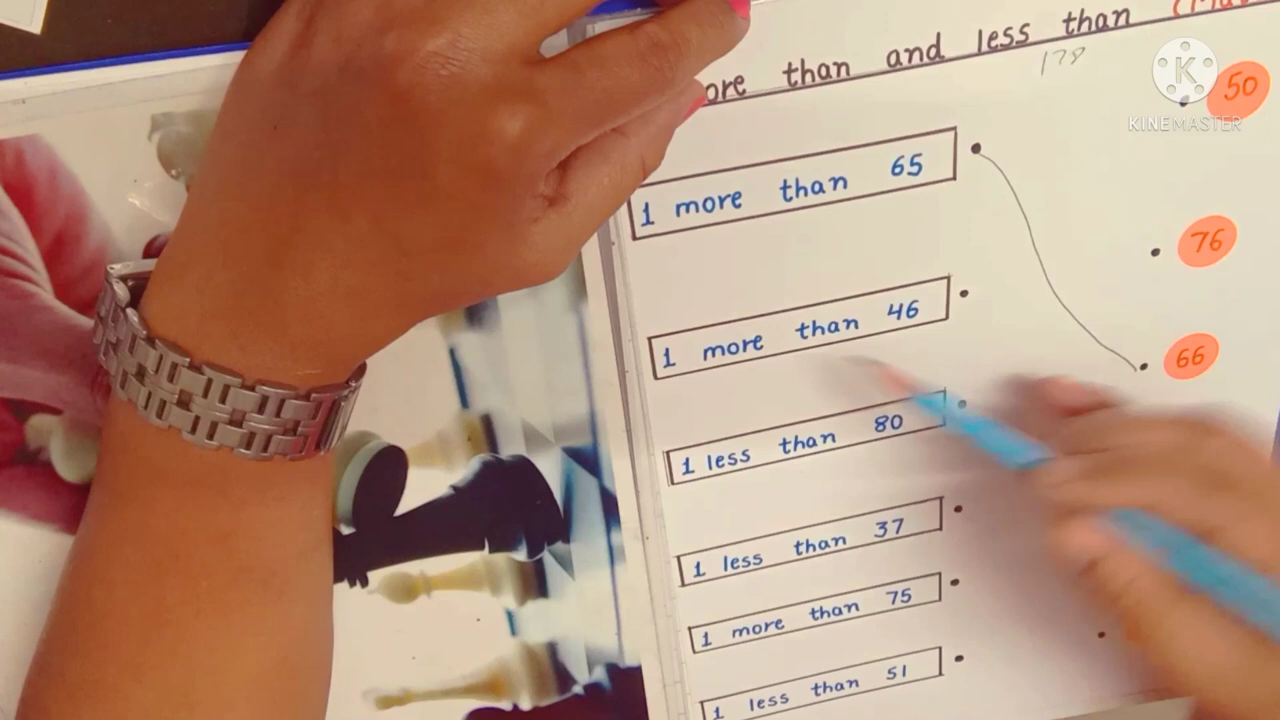 than and less than
178
50
K
KINEMASTER
1 more than 65
76
1 more than 46
66
1 less than 80
1 less than 37
1 more than 75
1 less than 51